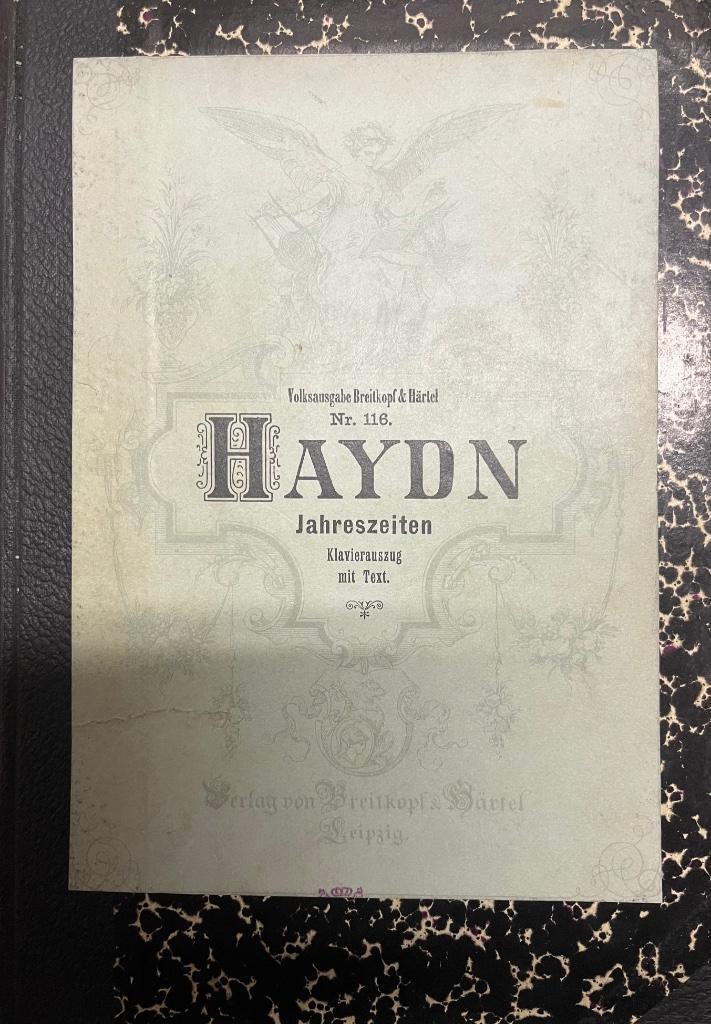 Volksausgabe Breitkopf & Härtel
Nr. 116.
HAYDN
Jahreszeiten
Klavierauszug
mit Text.
Verlag von Breitkopf & Härtel
Leipzig.